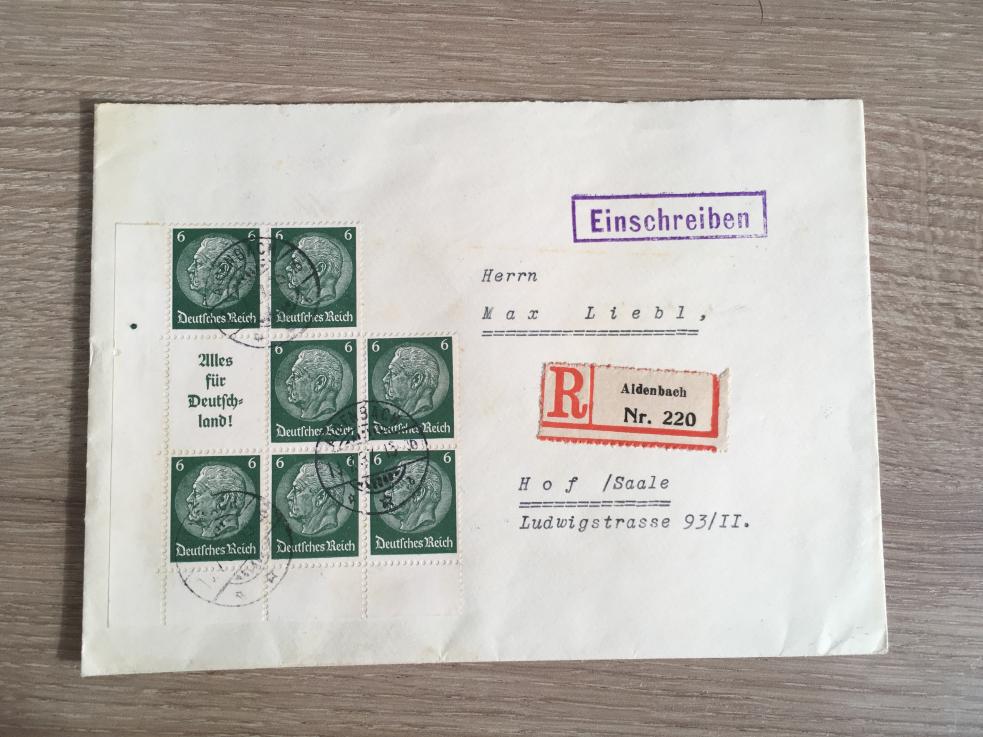 Einschreiben
Herrn
Max Liebl,
R
Aidenbach
Nr. 220
Hof /Saale
Ludwigstrasse 93/II.
6 6
Deutsches Reich Deutsches Reich
Alles
für
Deutsch-
land!
6 6
Deutsches Reich Deutsches Reich
6 6 6
Deutsches Reich Deutsches Reich Deutsches Reich